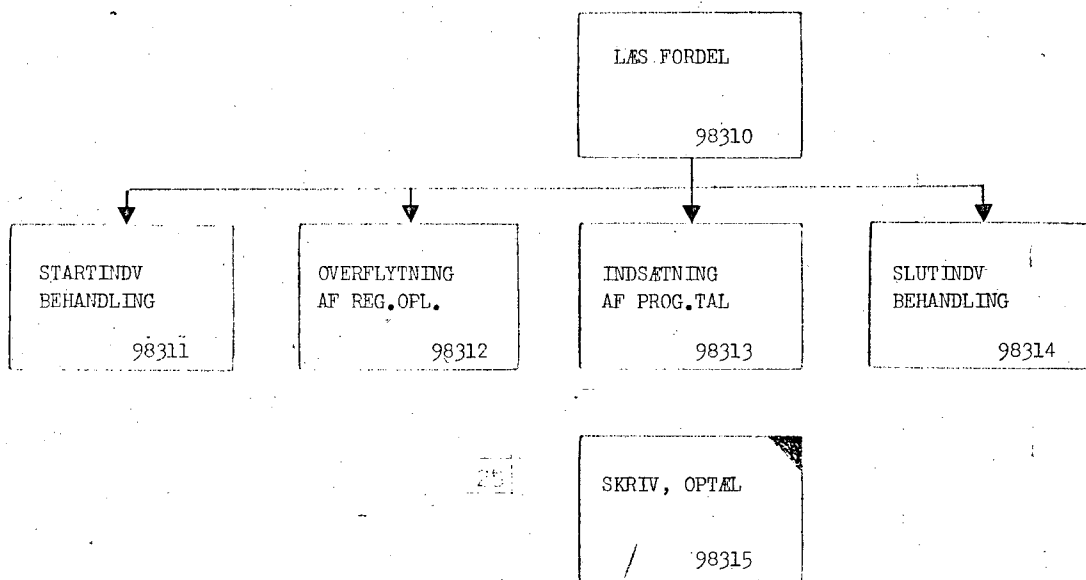 LÆS FORDEL
98310
STARTINDV
BEHANDLING
98311
OVERFLYTNING
AF REG.OPL.
98312
INDSÆTNING
AF PROG.TAL
98313
SLUTINDV
BEHANDLING
98314
SKRIV, OPTÆL
98315